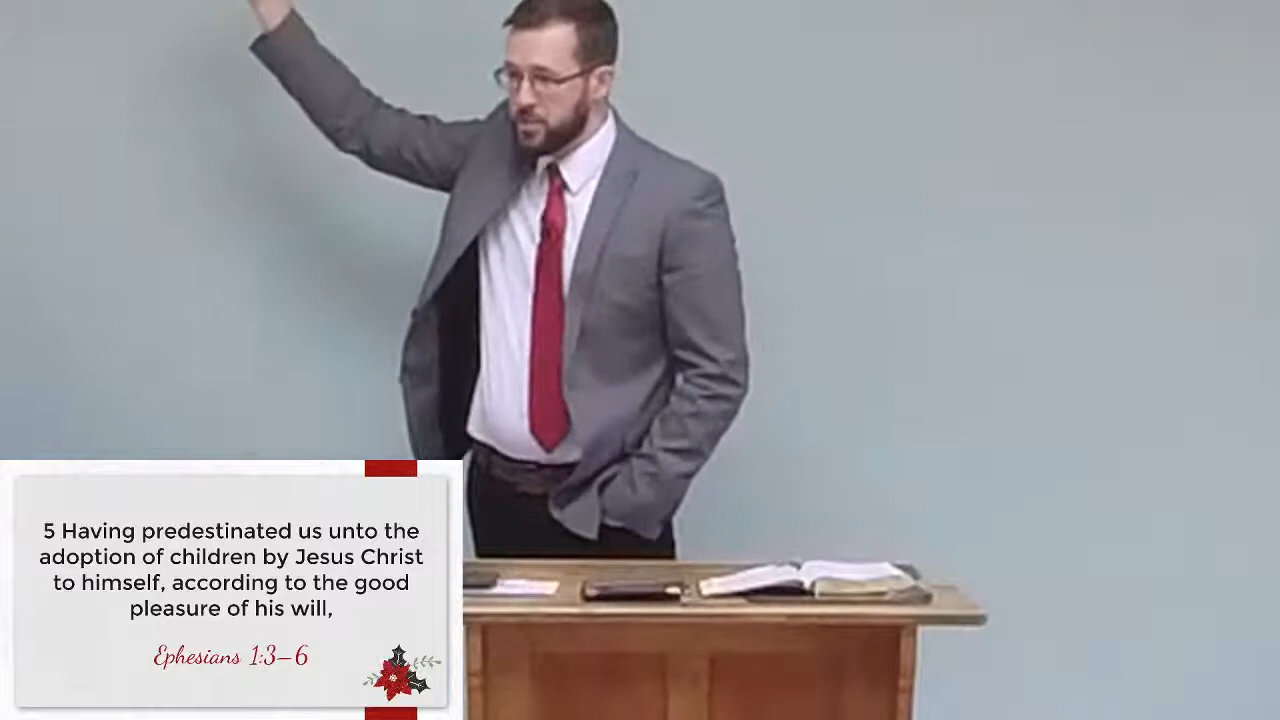 5 Having predestinated us unto the
adoption of children by Jesus Christ
to himself, according to the good
pleasure of his will,
Ephesians 1:3–6